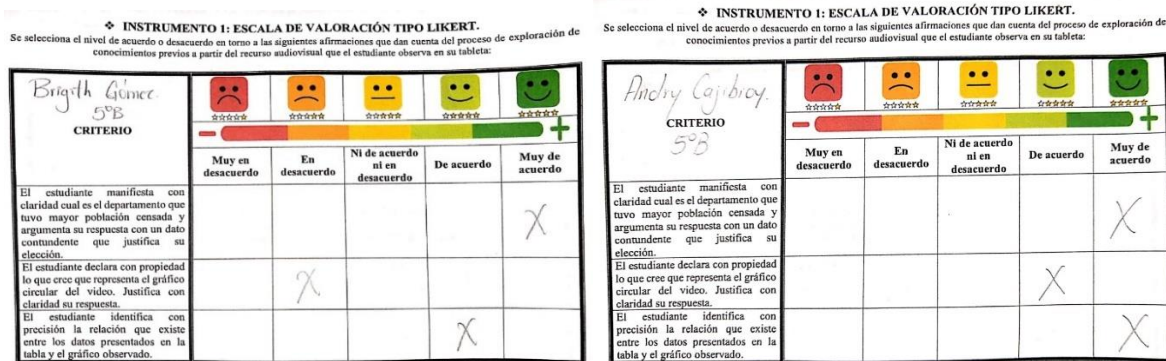 ❖ INSTRUMENTO 1: ESCALA DE VALORACIÓN TIPO LIKERT.
Se selecciona el nivel de acuerdo o desacuerdo en torno a las siguientes afirmaciones que dan cuenta del proceso de exploración de
conocimientos previos a partir del recurso audiovisual que el estudiante observa en su tableta:
Brigith Gómez.
5°B
CRITERIO
Muy en desacuerdo
En desacuerdo
Ni de acuerdo ni en desacuerdo
De acuerdo
Muy de acuerdo
El estudiante manifiesta con
claridad cual es el departamento que
tuvo mayor población censada y
argumenta su respuesta con un dato
contundente que justifica su
elección.
X
El estudiante declara con propiedad
lo que cree que representa el gráfico
circular del video. Justifica con
claridad su respuesta.
X
El estudiante identifica con
precisión la relación que existe
entre los datos presentados en la
tabla y el gráfico observado.
X
❖ INSTRUMENTO 1: ESCALA DE VALORACIÓN TIPO LIKERT.
Se selecciona el nivel de acuerdo o desacuerdo en torno a las siguientes afirmaciones que dan cuenta del proceso de exploración de
conocimientos previos a partir del recurso audiovisual que el estudiante observa en su tableta:
Andry Cajibioy.
CRITERIO
5°B
Muy en desacuerdo
En desacuerdo
Ni de acuerdo ni en desacuerdo
De acuerdo
Muy de acuerdo
El estudiante manifiesta con
claridad cual es el departamento que
tuvo mayor población censada y
argumenta su respuesta con un dato
contundente que justifica su
elección.
X
El estudiante declara con propiedad
lo que cree que representa el gráfico
circular del video. Justifica con
claridad su respuesta.
X
El estudiante identifica con
precisión la relación que existe
entre los datos presentados en la
tabla y el gráfico observado.
X